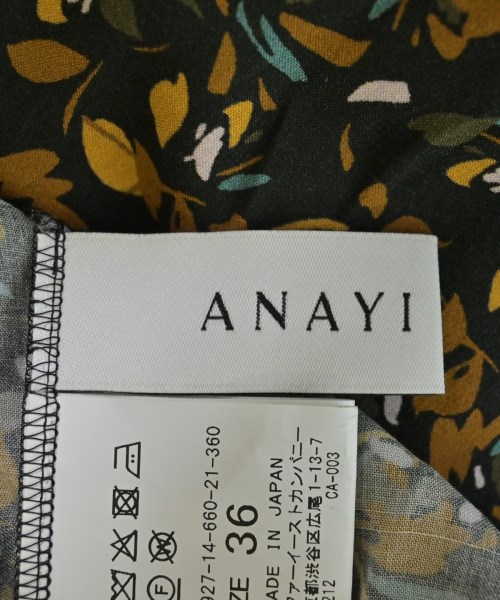 ANAYI
927-14-660-21-360
ZE 36
ADE IN JAPAN
ファーイーストカンパニー
京都渋谷区広尾1-13-7
212 CA-003